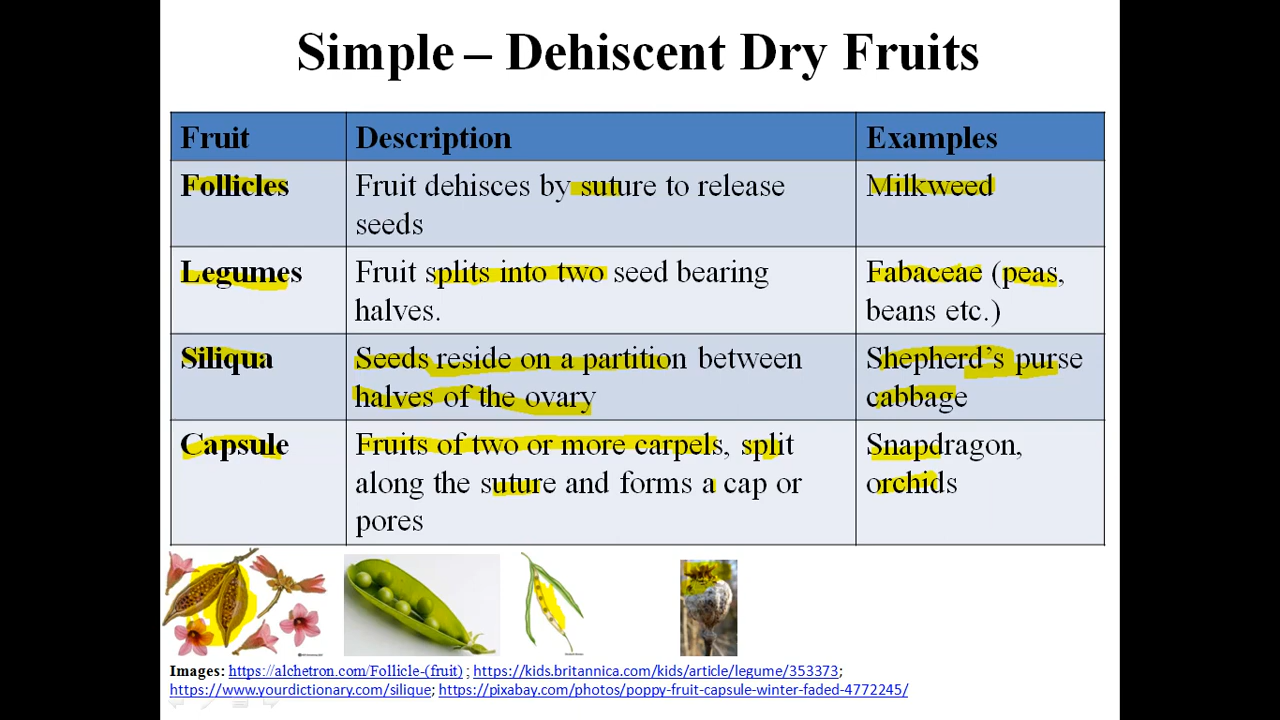 Simple – Dehiscent Dry Fruits
Fruit Description Examples
Follicles Fruit dehisces by suture to release seeds Milkweed
Legumes Fruit splits into two seed bearing halves. Fabaceae (peas, beans etc.)
Siliqua Seeds reside on a partition between halves of the ovary Shepherd’s purse cabbage
Capsule Fruits of two or more carpels, split along the suture and forms a cap or pores Snapdragon, orchids
Images: https://alchetron.com/Follicle-(fruit) ; https://kids.britannica.com/kids/article/legume/353373;
https://www.yourdictionary.com/silique; https://pixabay.com/photos/poppy-fruit-capsule-winter-faded-4772245/